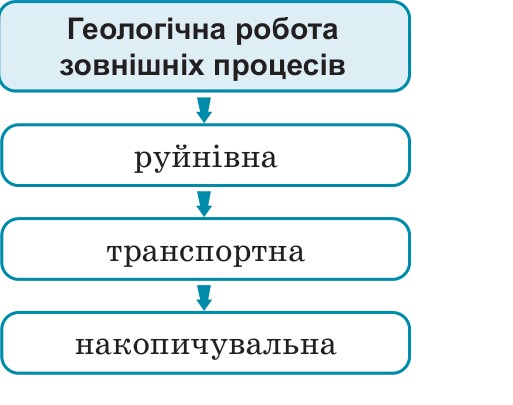 Геологічна робота
зовнішніх процесів
руйнівна
транспортна
накопичувальна